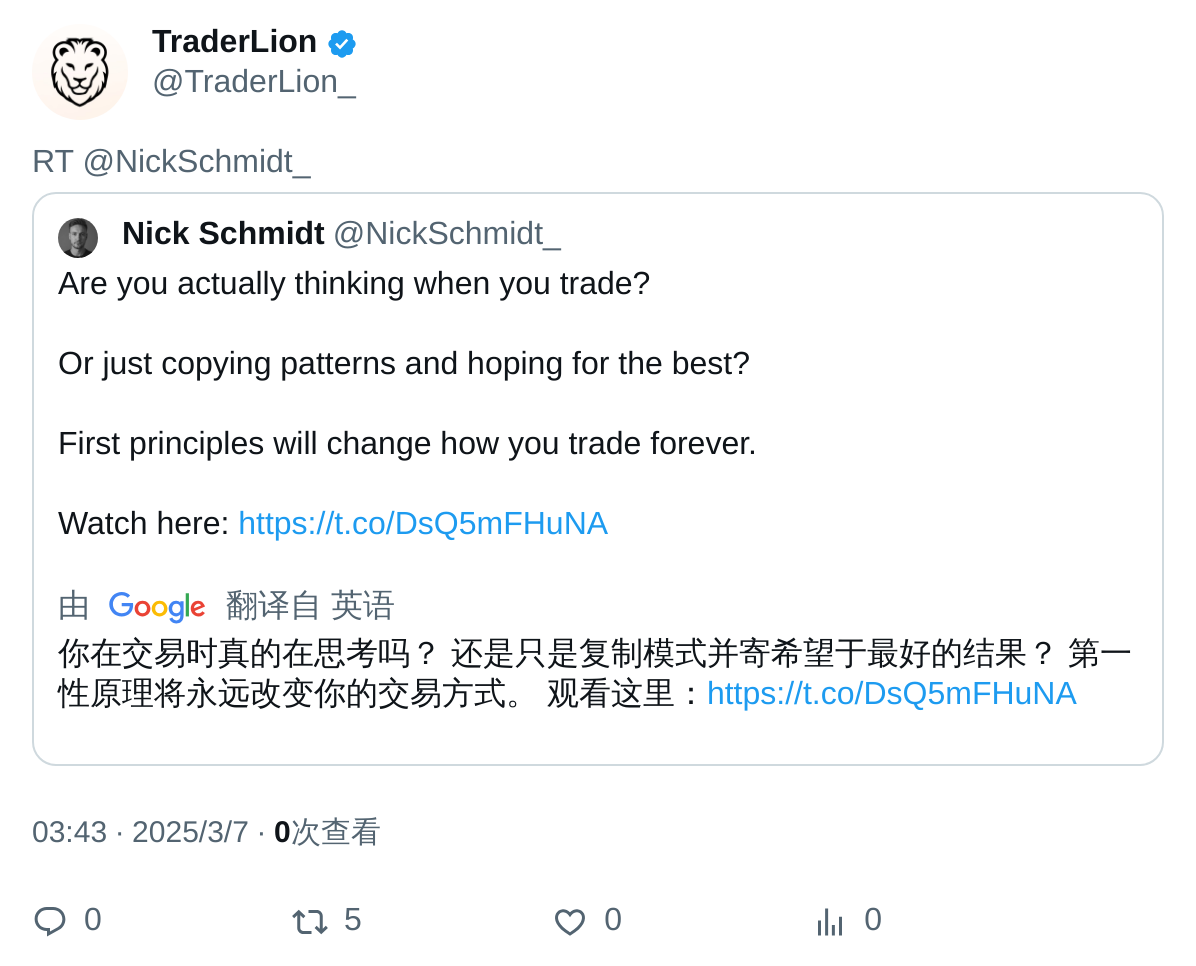 TraderLion
@TraderLion_
RT @NickSchmidt_
Nick Schmidt @NickSchmidt_
Are you actually thinking when you trade?
Or just copying patterns and hoping for the best?
First principles will change how you trade forever.
Watch here: https://t.co/DsQ5mFHuNA
由 Google 翻译自 英语
你在交易时真的在思考吗？ 还是只是复制模式并寄希望于最好的结果？ 第一
性原理将永远改变你的交易方式。 观看这里：https://t.co/DsQ5mFHuNA
03:43 · 2025/3/7 · 0次查看
0 5 0 0